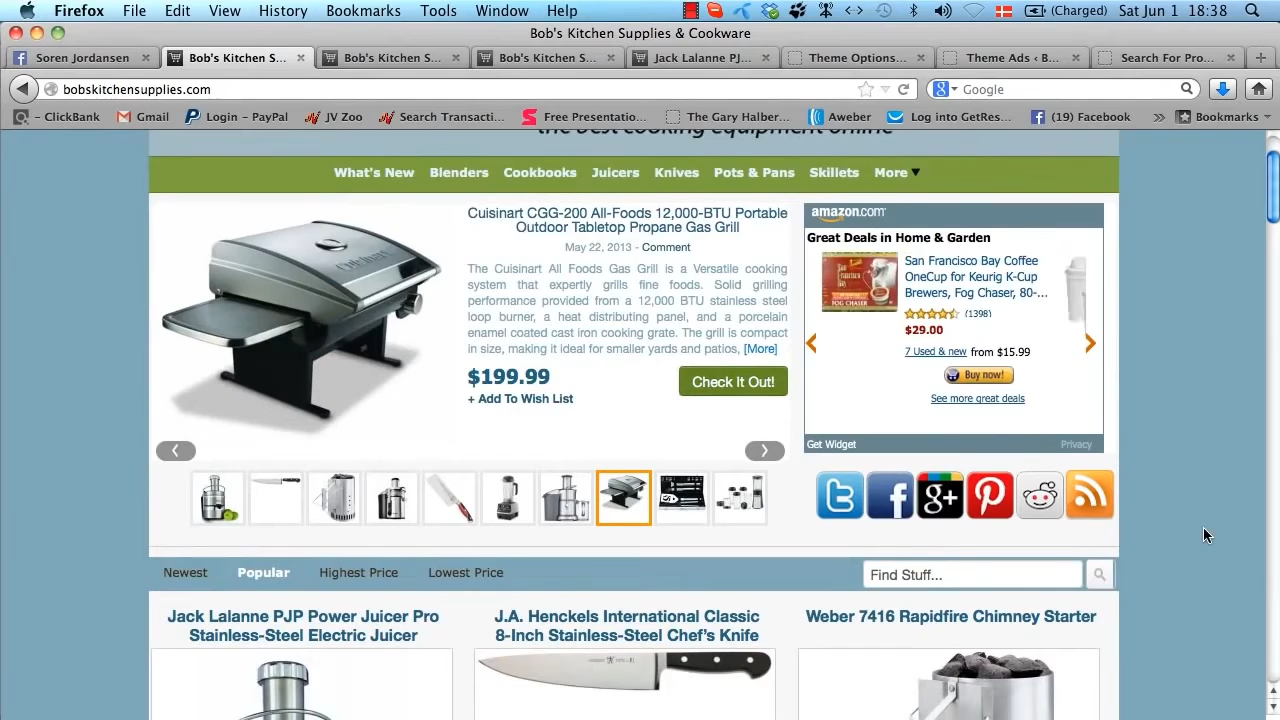 Firefox File Edit View History Bookmarks Tools Window Help (Charged) Sat Jun 1 18:38
Bob's Kitchen Supplies & Cookware
Soren Jordansen Bob's Kitchen S... Bob's Kitchen S... Bob's Kitchen S... Jack Lalanne PJ... Theme Options... Theme Ads ‹ B... Search For Pro...
bobskitchensupplies.com Google
– ClickBank Gmail Login – PayPal JV Zoo Search Transacti... Free Presentatio... The Gary Halber... Aweber Log into GetRes... (19) Facebook Bookmarks
the best cooking equipment online
What's New Blenders Cookbooks Juicers Knives Pots & Pans Skillets More
Cuisinart CGG-200 All-Foods 12,000-BTU Portable
Outdoor Tabletop Propane Gas Grill
May 22, 2013 - Comment
The Cuisinart All Foods Gas Grill is a Versatile cooking
system that expertly grills fine foods. Solid grilling
performance provided from a 12,000 BTU stainless steel
loop burner, a heat distributing panel, and a porcelain
enamel coated cast iron cooking grate. The grill is compact
in size, making it ideal for smaller yards and patios, [More]
$199.99
Check It Out!
+ Add To Wish List
amazon.com
Great Deals in Home & Garden
San Francisco Bay Coffee
OneCup for Keurig K-Cup
Brewers, Fog Chaser, 80-...
(1398)
$29.00
7 Used & new from $15.99
Buy now!
See more great deals
Get Widget Privacy
Newest Popular Highest Price Lowest Price Find Stuff...
Jack Lalanne PJP Power Juicer Pro
Stainless-Steel Electric Juicer
J.A. Henckels International Classic
8-Inch Stainless-Steel Chef's Knife
Weber 7416 Rapidfire Chimney Starter